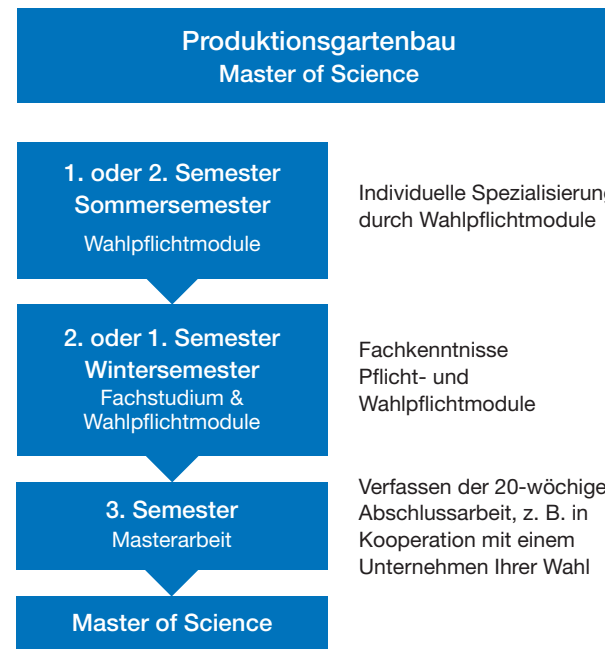 Produktionsgartenbau
Master of Science
1. oder 2. Semester
Sommersemester
Wahlpflichtmodule
Individuelle Spezialisierung
durch Wahlpflichtmodule
2. oder 1. Semester
Wintersemester
Fachstudium &
Wahlpflichtmodule
Fachkenntnisse
Pflicht- und
Wahlpflichtmodule
3. Semester
Masterarbeit
Verfassen der 20-wöchige
Abschlussarbeit, z. B. in
Kooperation mit einem
Unternehmen Ihrer Wahl
Master of Science